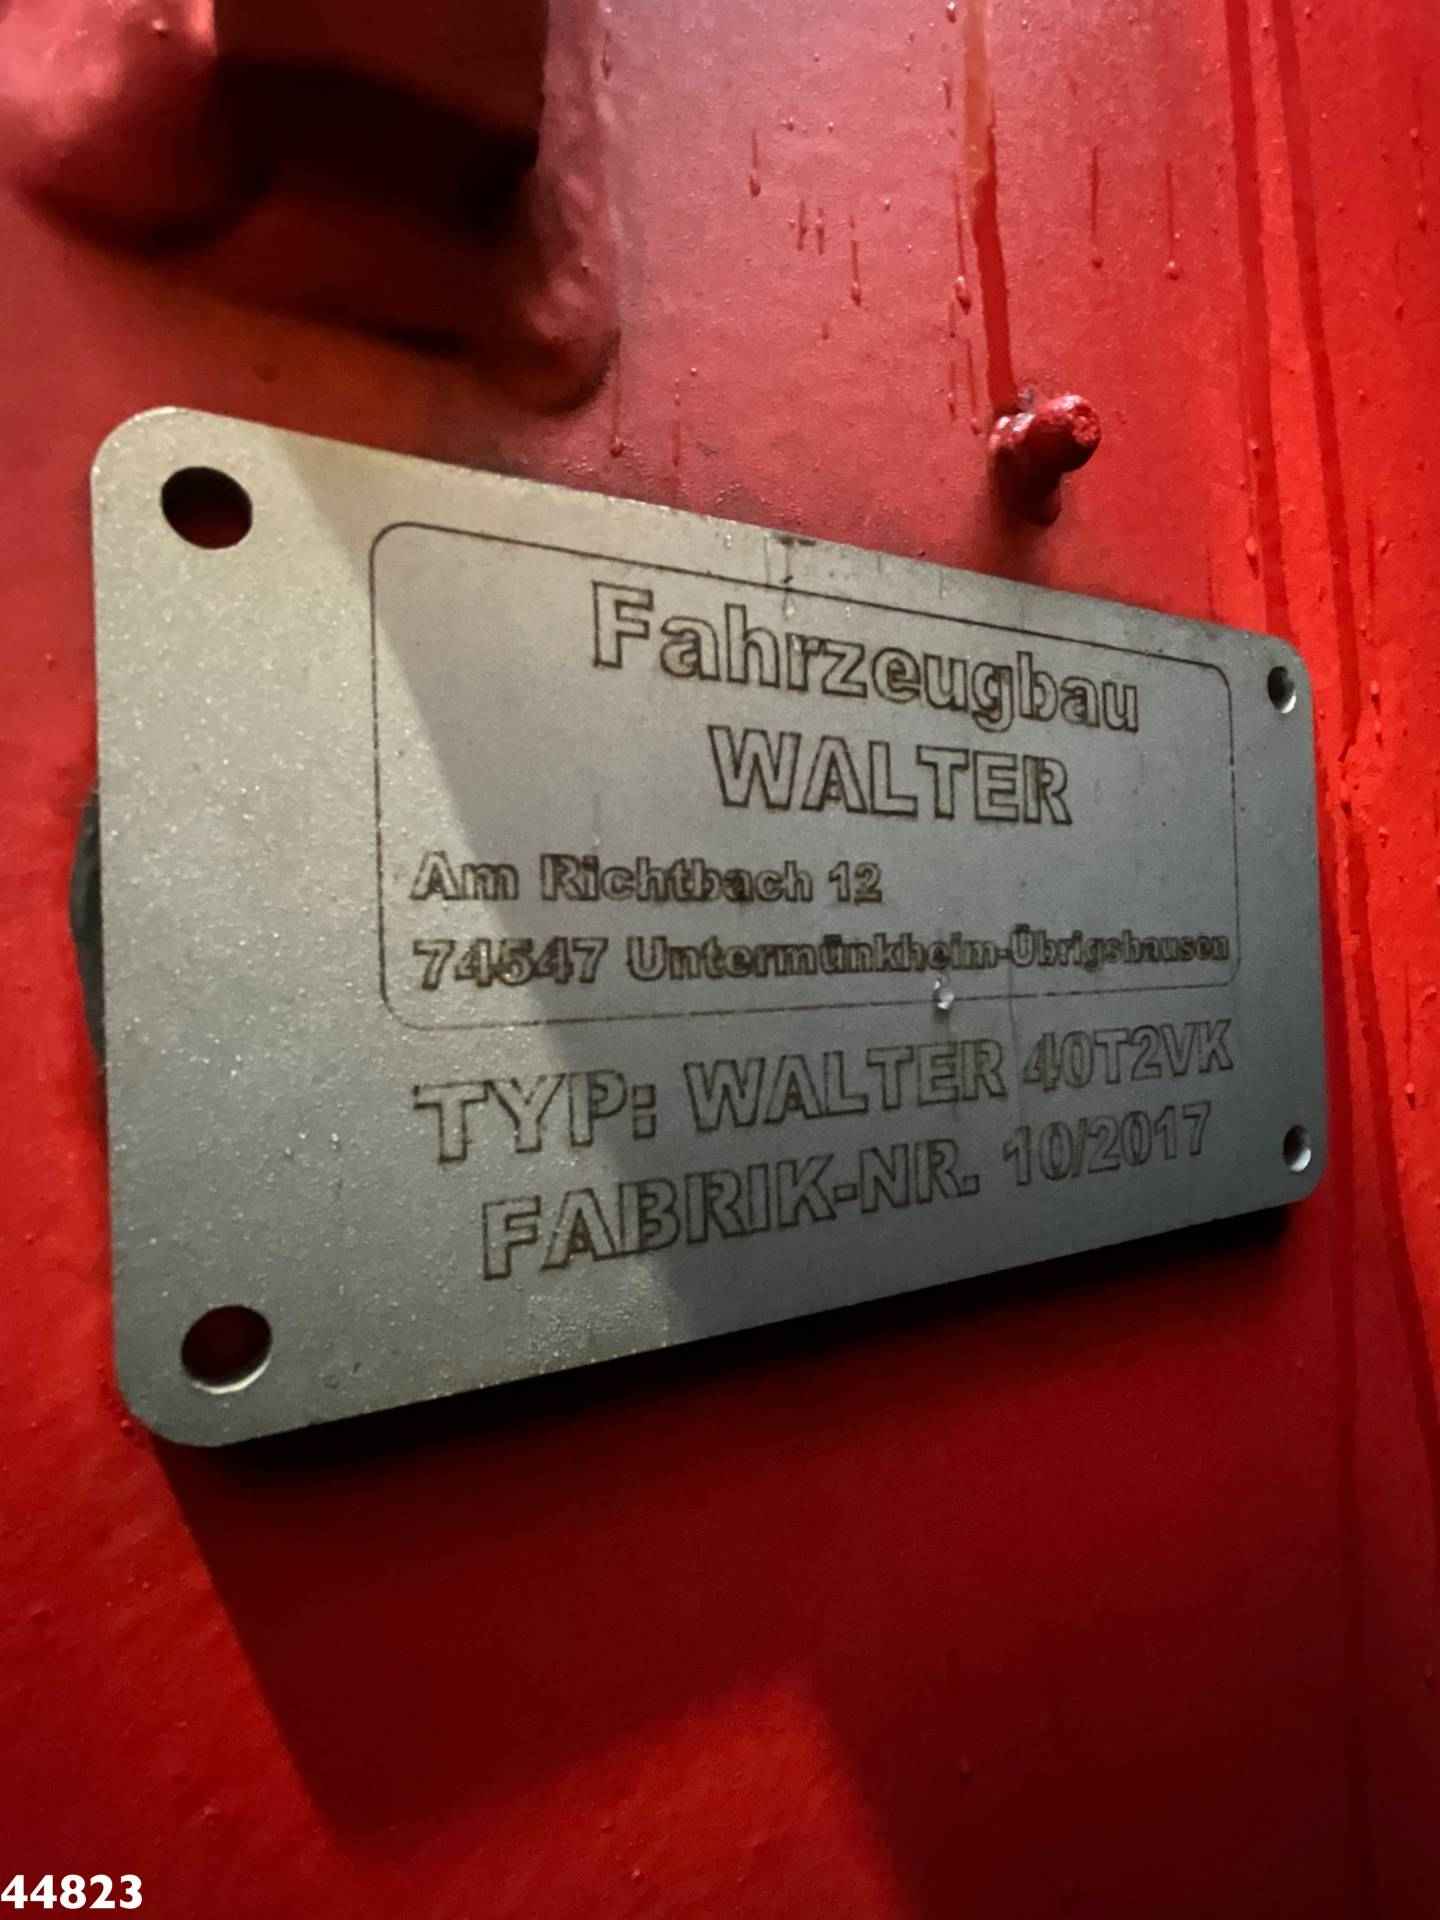 Fahrzeugbau
WALTER
Am Richtbach 12
74547 Untermünkheim-Übrigshausen
TYP: WALTER 40T2VK
FABRIK-NR. 10/2017
44823